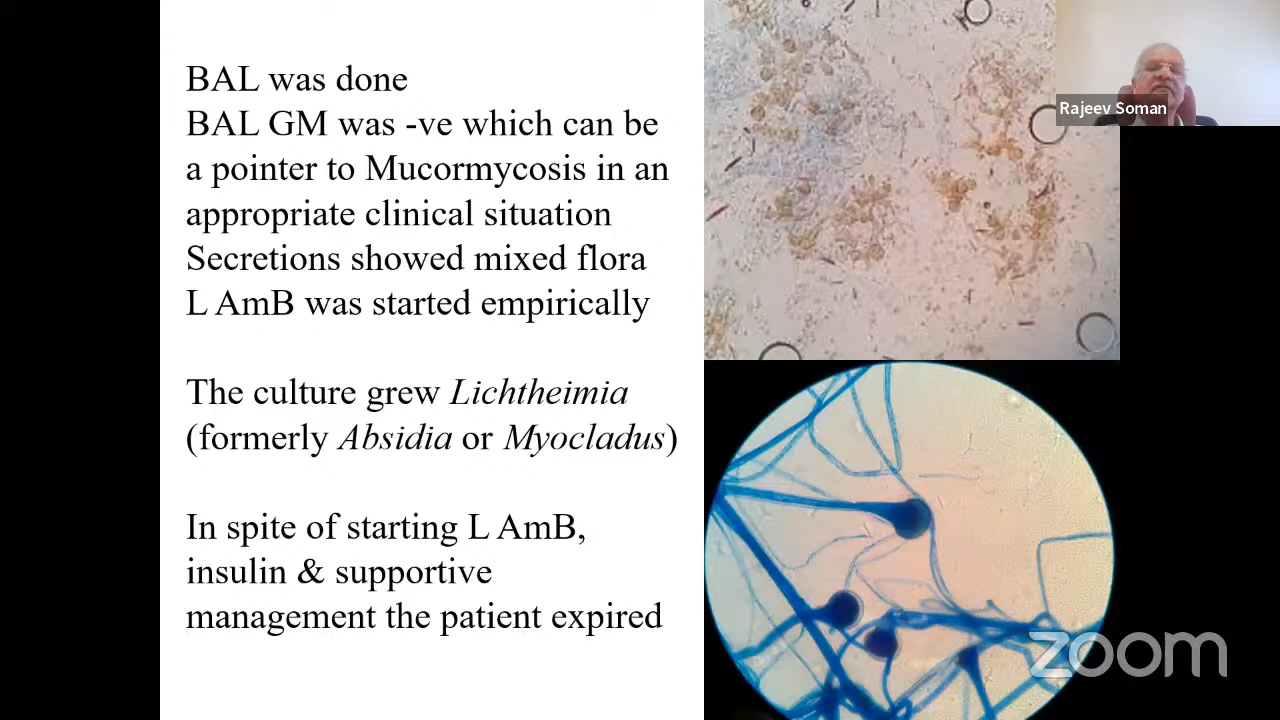 BAL was done
BAL GM was -ve which can be
a pointer to Mucormycosis in an
appropriate clinical situation
Secretions showed mixed flora
L AmB was started empirically
The culture grew Lichtheimia
(formerly Absidia or Myocladus)
In spite of starting L AmB,
insulin & supportive
management the patient expired
Rajeev Soman
zoom